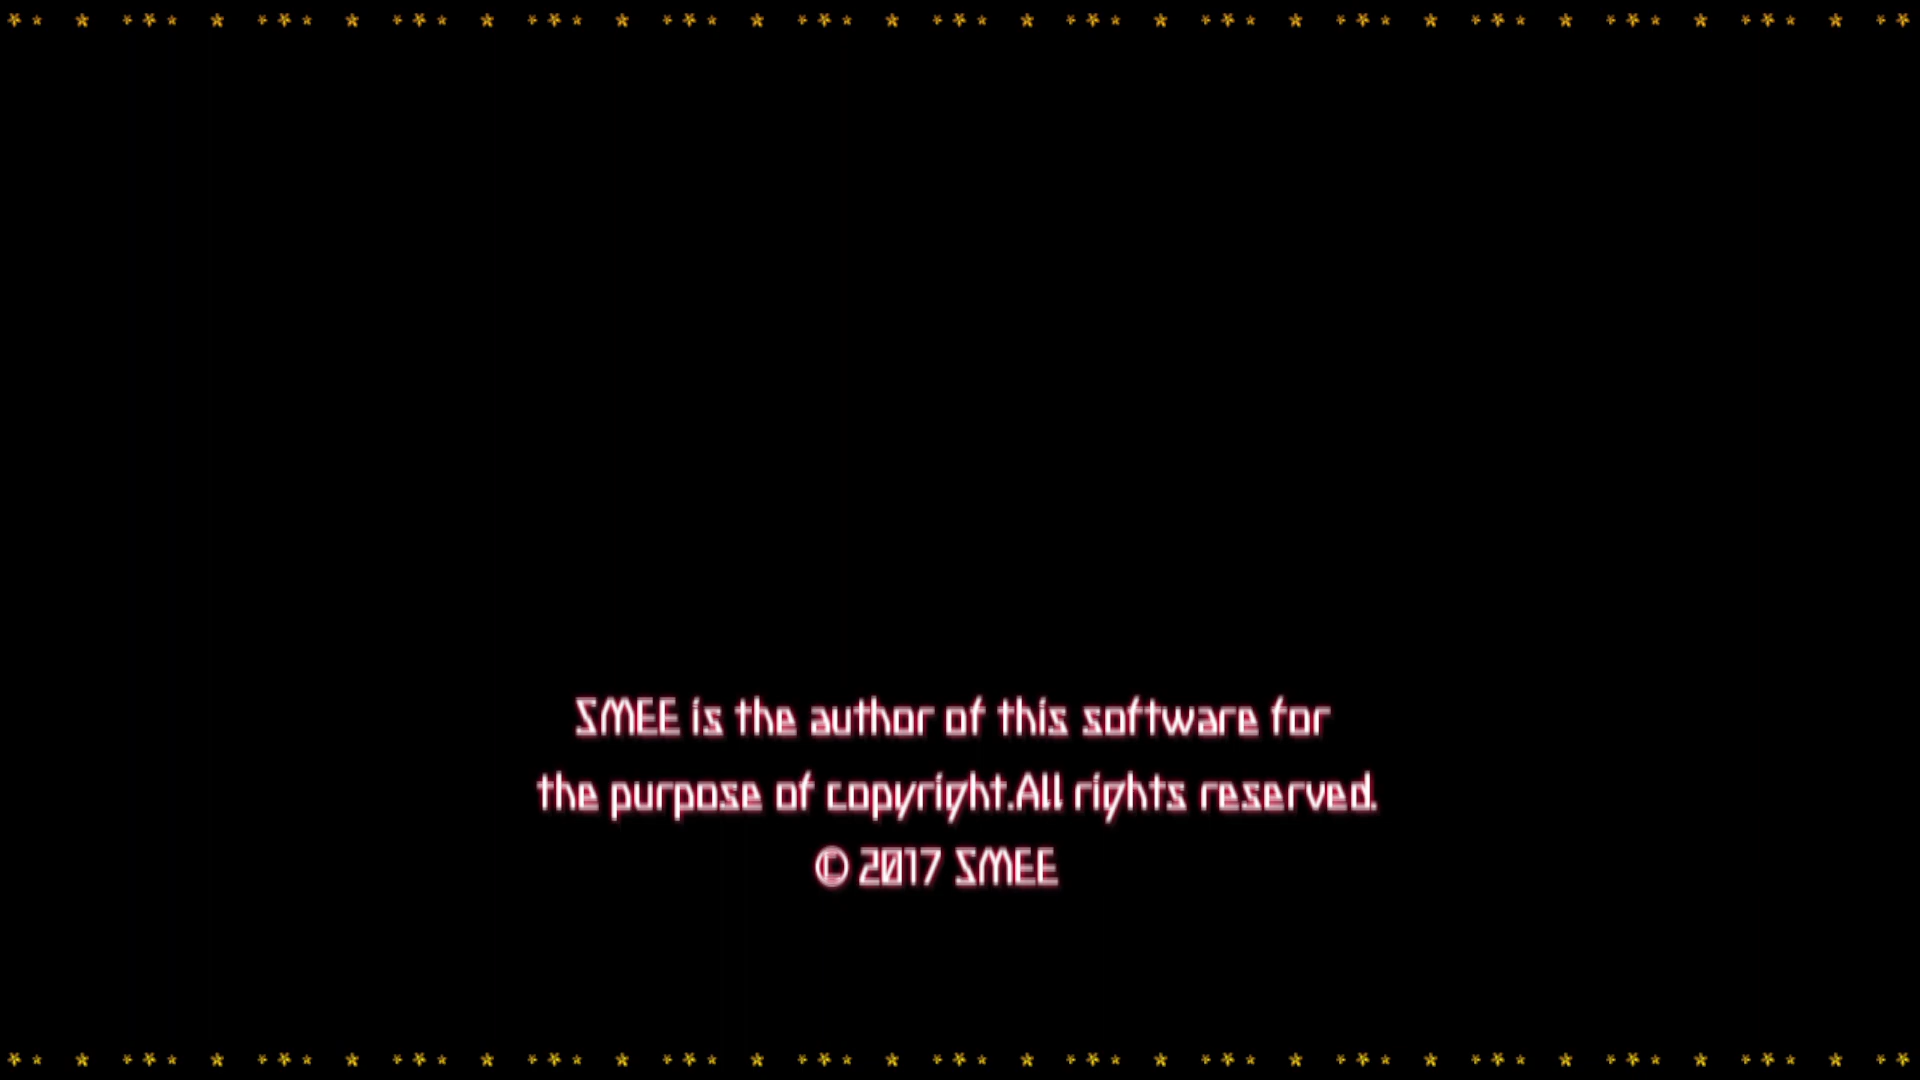 SMEE is the author of this software for
the purpose of copyright.All rights reserved.
© 2017 SMEE